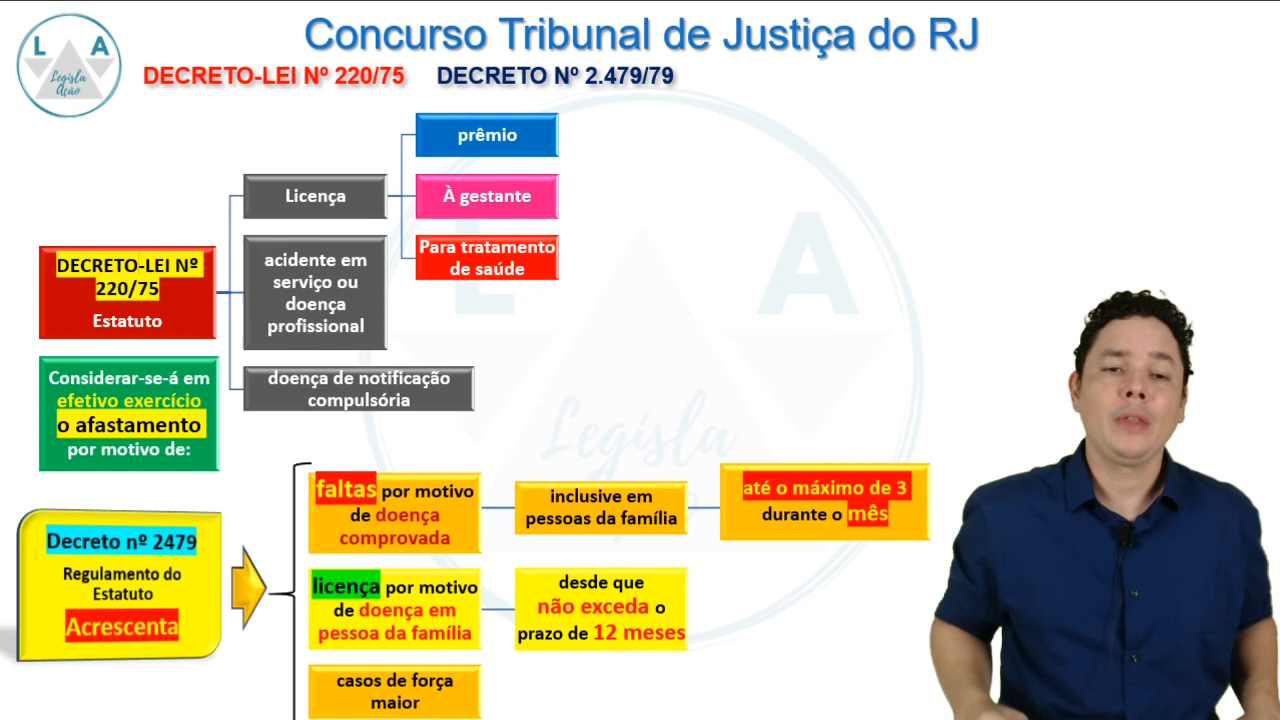 Concurso Tribunal de Justiça do RJ
L A
Legisla
Ação
DECRETO-LEI Nº 220/75 DECRETO Nº 2.479/79
prêmio
Licença
À gestante
Para tratamento
de saúde
DECRETO-LEI Nº
220/75
Estatuto
acidente em
serviço ou
doença
profissional
doença de notificação
compulsória
Considerar-se-á em
efetivo exercício
o afastamento
por motivo de:
L A
Legisla
Decreto nº 2479
Regulamento do
Estatuto
Acrescenta
faltas por motivo
de doença
comprovada
inclusive em
pessoas da família
até o máximo de 3
durante o mês
licença por motivo
de doença em
pessoa da família
desde que
não exceda o
prazo de 12 meses
casos de força
maior